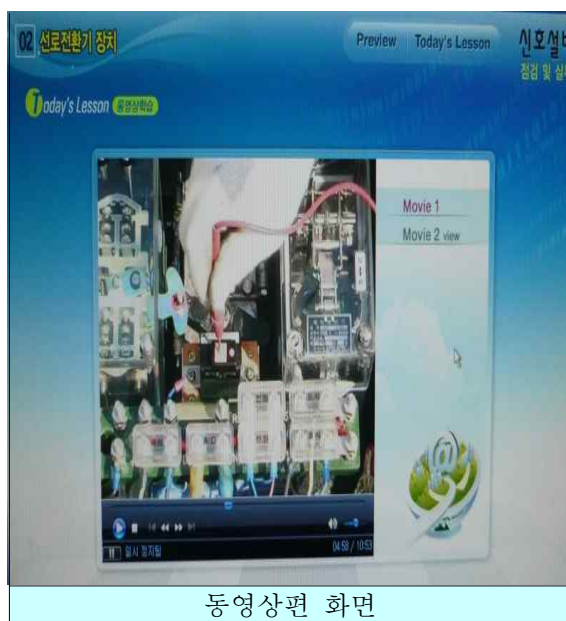 02 선로전환기 장치
Preview Today's Lesson
신호설비
점검 및 실
Today's Lesson 동영상학습
Movie 1
Movie 2 view
일시 정지됨
04:58 / 10:53
동영상편 화면